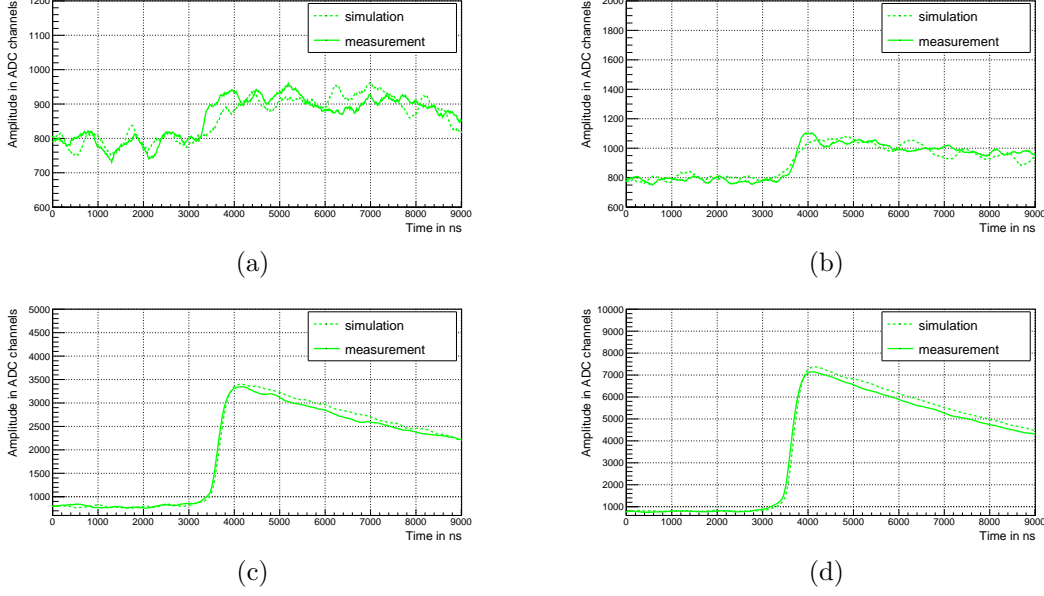 Amplitude in ADC channels
1200
1100
1000
900
800
700
600
simulation
measurement
0 1000 2000 3000 4000 5000 6000 7000 8000 9000
Time in ns
(a)
Amplitude in ADC channels
2000
1800
1600
1400
1200
1000
800
600
simulation
measurement
0 1000 2000 3000 4000 5000 6000 7000 8000 9000
Time in ns
(b)
Amplitude in ADC channels
5000
4500
4000
3500
3000
2500
2000
1500
1000
simulation
measurement
0 1000 2000 3000 4000 5000 6000 7000 8000 9000
Time in ns
(c)
Amplitude in ADC channels
10000
9000
8000
7000
6000
5000
4000
3000
2000
1000
simulation
measurement
0 1000 2000 3000 4000 5000 6000 7000 8000 9000
Time in ns
(d)